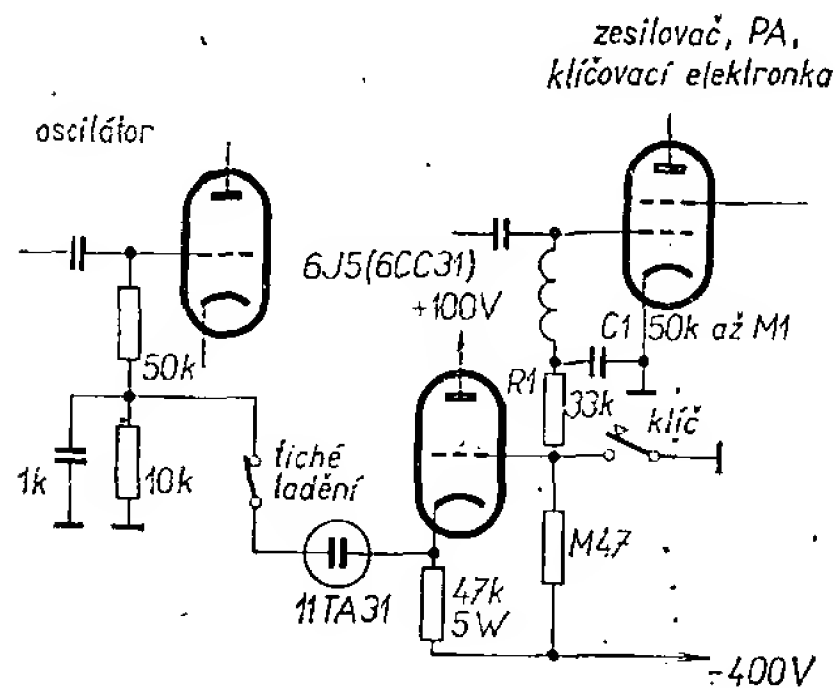 zesilovač, PA,
klíčovací elektronka
oscilátor
6J5(6CC31)
+100V
C1
50k až M1
50k
R1
33k
klíč
1k
10k
tiché
ladění
M47
11TA31
47k
5W
-400V